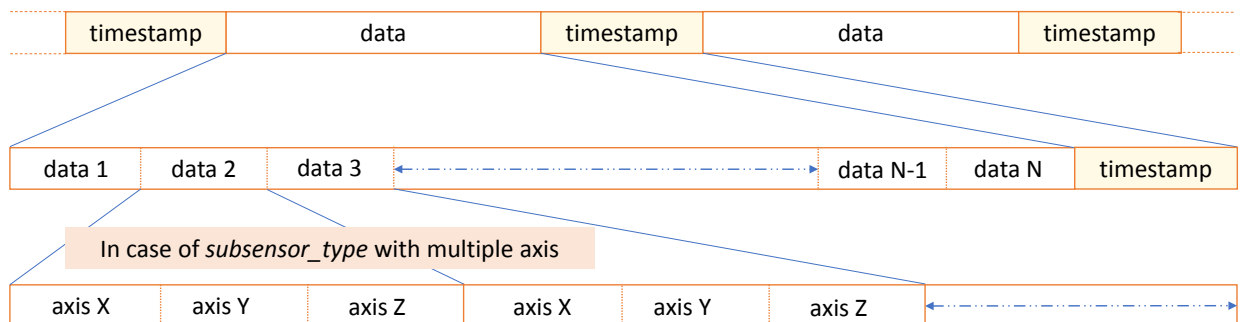 timestamp data timestamp data timestamp
data 1 data 2 data 3 data N-1 data N timestamp
In case of subsensor_type with multiple axis
axis X axis Y axis Z axis X axis Y axis Z